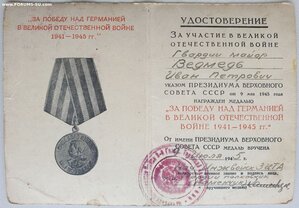 www.FORUMS-SU.com
„ЗА ПОБЕДУ НАД ГЕРМАНИЕЙ
В ВЕЛИКОЙ ОТЕЧЕСТВЕННОЙ ВОЙНЕ
1941—1945 гг."
УДОСТОВЕРЕНИЕ
ЗА УЧАСТИЕ В ВЕЛИКОЙ
ОТЕЧЕСТВЕННОЙ ВОЙНЕ
Гвардии майор
Ведмедь
Иван Петрович
УКАЗОМ ПРЕЗИДИУМА ВЕРХОВНОГО
СОВЕТА СССР от 9 мая 1945 года
НАГРАЖДЕН МЕДАЛЬЮ
„ЗА ПОБЕДУ НАД ГЕРМАНИЕЙ
В ВЕЛИКОЙ ОТЕЧЕСТВЕННОЙ
ВОЙНЕ 1941—1945 гг."
От имени ПРЕЗИДИУМА ВЕРХОВНОГО
СОВЕТА СССР МЕДАЛЬ ВРУЧЕНА